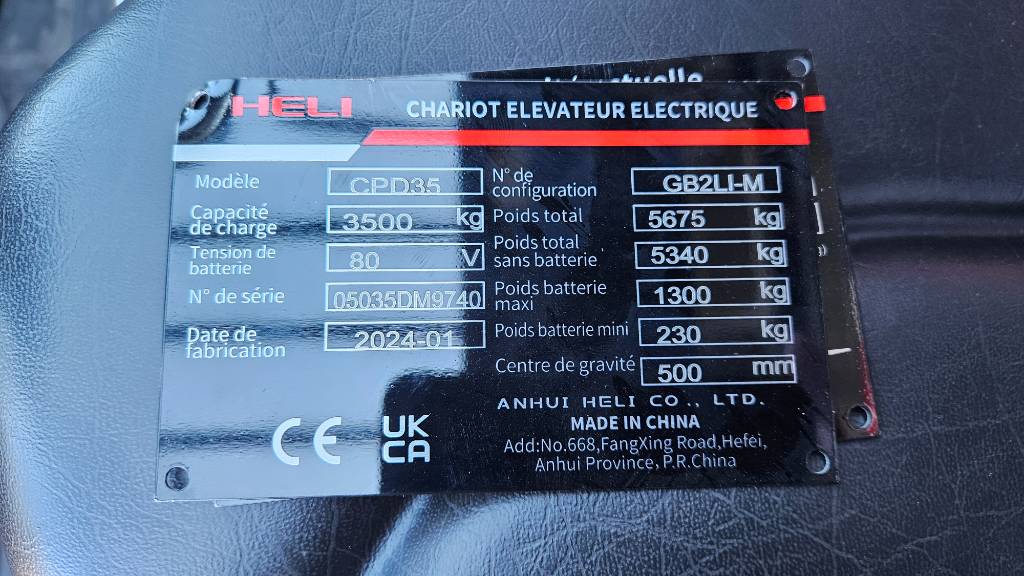 HELI CHARIOT ELEVATEUR ELECTRIQUE
Modèle CPD35
Capacité
de charge 3500 kg
Tension de
batterie 80 V
N° de série 05035DM9740
Date de
fabrication 2024-01
N° de
configuration GB2LI-M
Poids total 5675 kg
Poids total
sans batterie 5340 kg
Poids batterie
maxi 1300 kg
Poids batterie mini 230 kg
Centre de gravité 500 mm
ANHUI HELI CO., LTD.
MADE IN CHINA
Add:No.668,FangXing Road,Hefei,
Anhui Province, P.R.China
CE
UK
CA